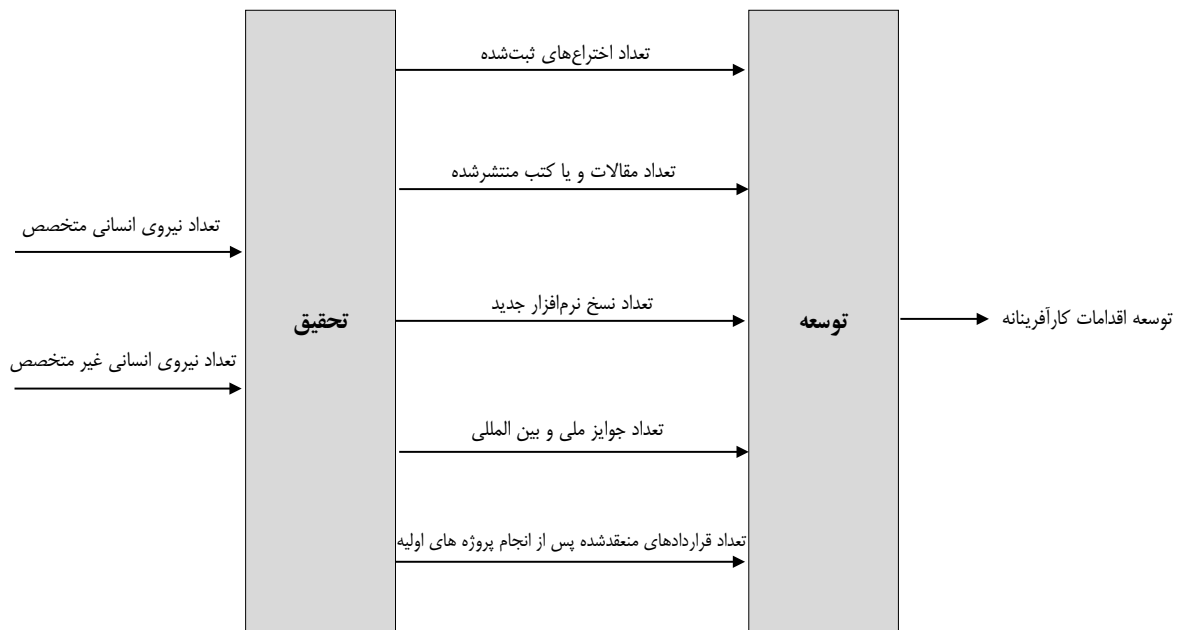 تعداد اختراع‌های ثبت‌شده
تعداد مقالات و یا کتب منتشرشده
تعداد نیروی انسانی متخصص
تعداد نسخ نرم‌افزار جدید
تحقیق
توسعه
توسعه اقدامات کارآفرینانه
تعداد نیروی انسانی غیر متخصص
تعداد جوایز ملی و بین المللی
تعداد قراردادهای منعقدشده پس از انجام پروژه های اولیه